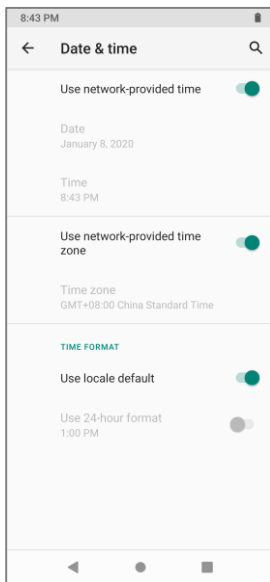 8:43 PM
Date & time
Use network-provided time
Date
January 8, 2020
Time
8:43 PM
Use network-provided time
zone
Time zone
GMT+08:00 China Standard Time
TIME FORMAT
Use locale default
Use 24-hour format
1:00 PM